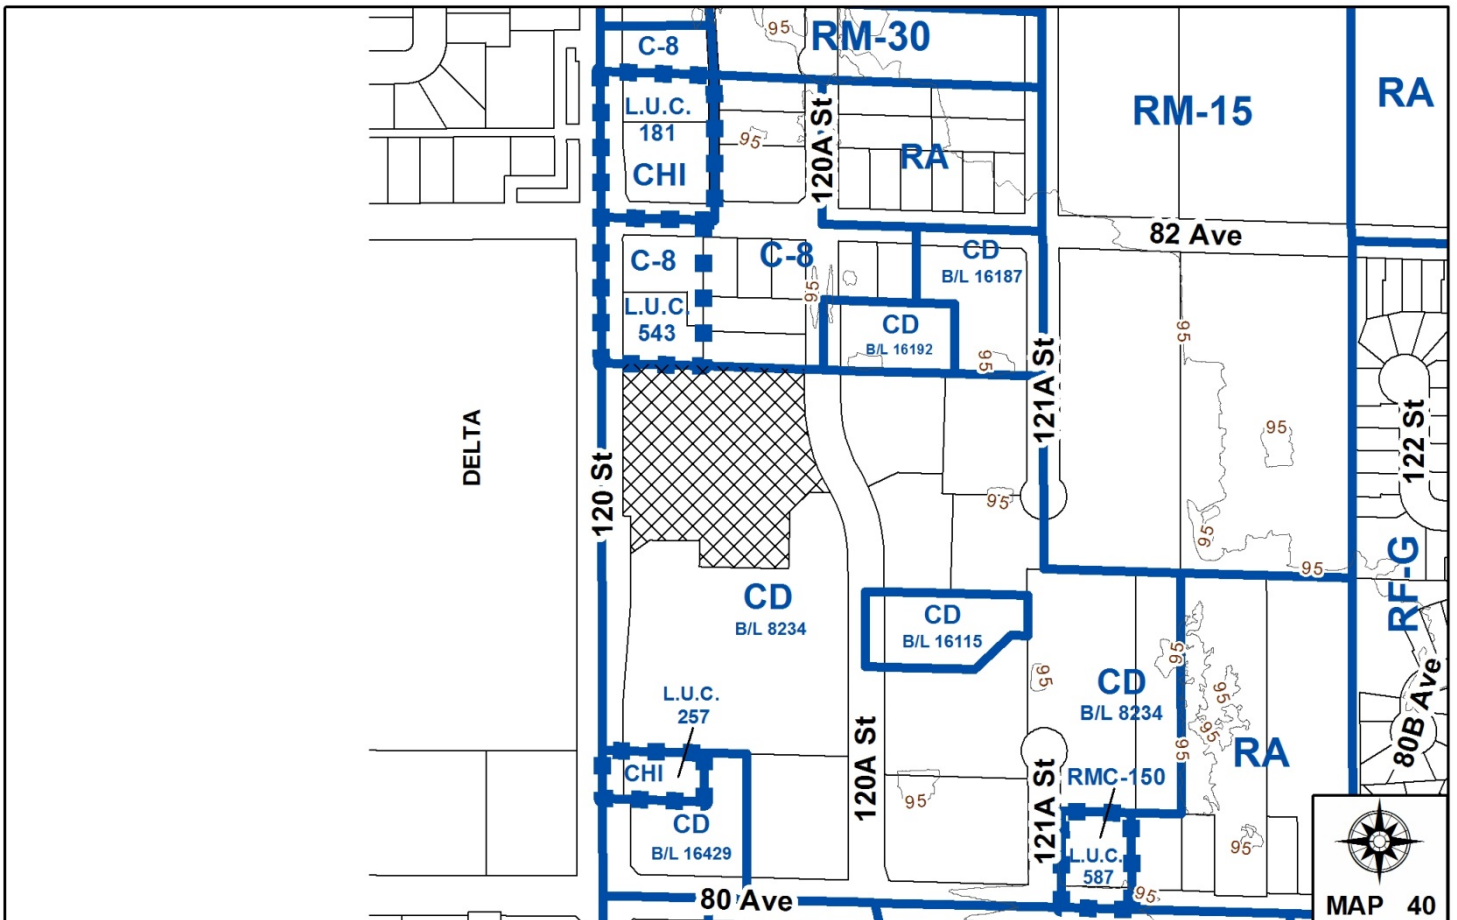 95
RM-30
C-8
RA
L.U.C.
181
RM-15
120A St
95
RA
CHI
82 Ave
C-8
C-8
CD
B/L 16187
95
L.U.C.
543
CD
B/L 16192
95
95
121A St
DELTA
120 St
122 St
95
95
95
95
RF-G
CD
B/L 8234
CD
B/L 16115
95
95
CD
B/L 8234
95
95
95
L.U.C.
257
CHI
120A St
95
121A St
RMC-150
RA
80B Ave
CD
B/L 16429
L.U.C.
587
95
95
80 Ave
MAP 40